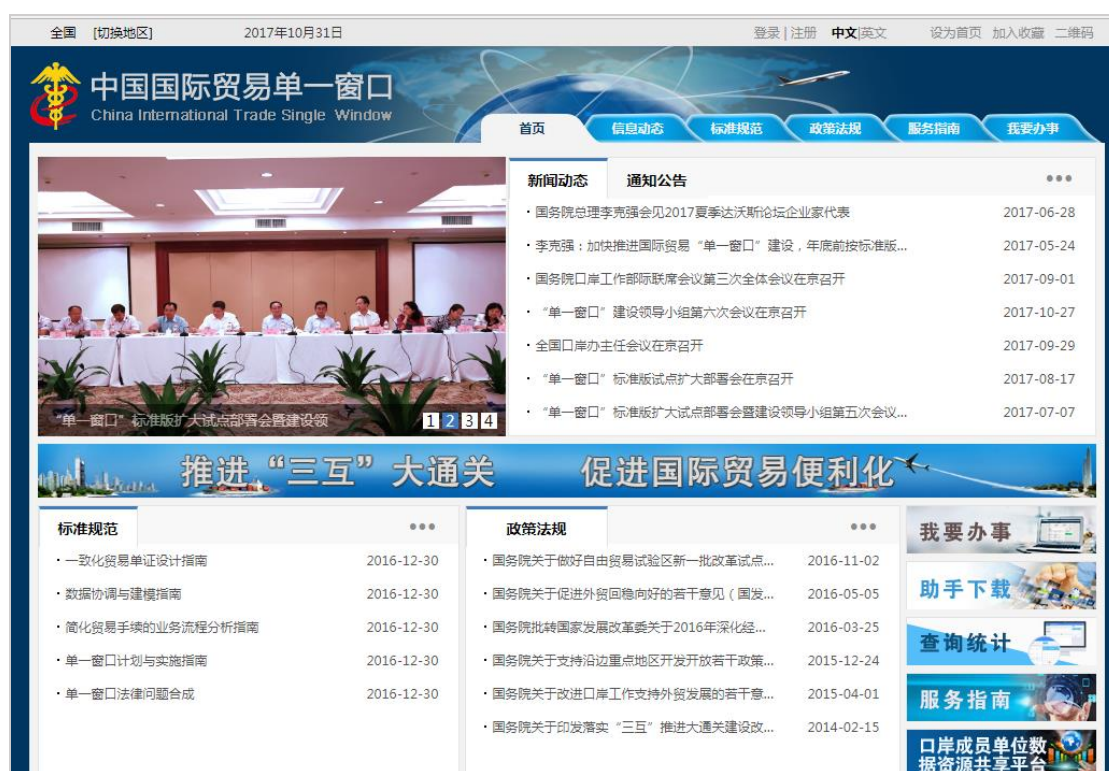 全国 [切换地区] 2017年10月31日 登录 | 注册 中文|英文 设为首页 加入收藏 二维码
中国国际贸易单一窗口
China International Trade Single Window
首页 信息动态 标准规范 政策法规 服务指南 我要办事
新闻动态 通知公告
·国务院总理李克强会见2017夏季达沃斯论坛企业家代表 2017-06-28
·李克强：加快推进国际贸易“单一窗口”建设，年底前按标准版... 2017-05-24
·国务院口岸工作部际联席会议第三次全体会议在京召开 2017-09-01
·“单一窗口”建设领导小组第六次会议在京召开 2017-10-27
·全国口岸办主任会议在京召开 2017-09-29
·“单一窗口”标准版试点扩大部署会在京召开 2017-08-17
·“单一窗口”标准版扩大试点部署会暨建设领导小组第五次会议... 2017-07-07
“单一窗口”标准版扩大试点部署会暨建设领 1 2 3 4
推进“三互”大通关 促进国际贸易便利化
标准规范
·一致化贸易单证设计指南 2016-12-30
·数据协调与建模指南 2016-12-30
·简化贸易手续的业务流程分析指南 2016-12-30
·单一窗口计划与实施指南 2016-12-30
·单一窗口法律问题合成 2016-12-30
政策法规
·国务院关于做好自由贸易试验区新一批改革试点... 2016-11-02
·国务院关于促进外贸回稳向好的若干意见（国发... 2016-05-05
·国务院批转国家发展改革委关于2016年深化经... 2016-03-25
·国务院关于支持沿边重点地区开发开放若干政策... 2015-12-24
·国务院关于改进口岸工作支持外贸发展的若干意... 2015-04-01
·国务院关于印发落实“三互”推进大通关建设改... 2014-02-15
我要办事
助手下载
查询统计
服务指南
口岸成员单位数
据资源共享平台